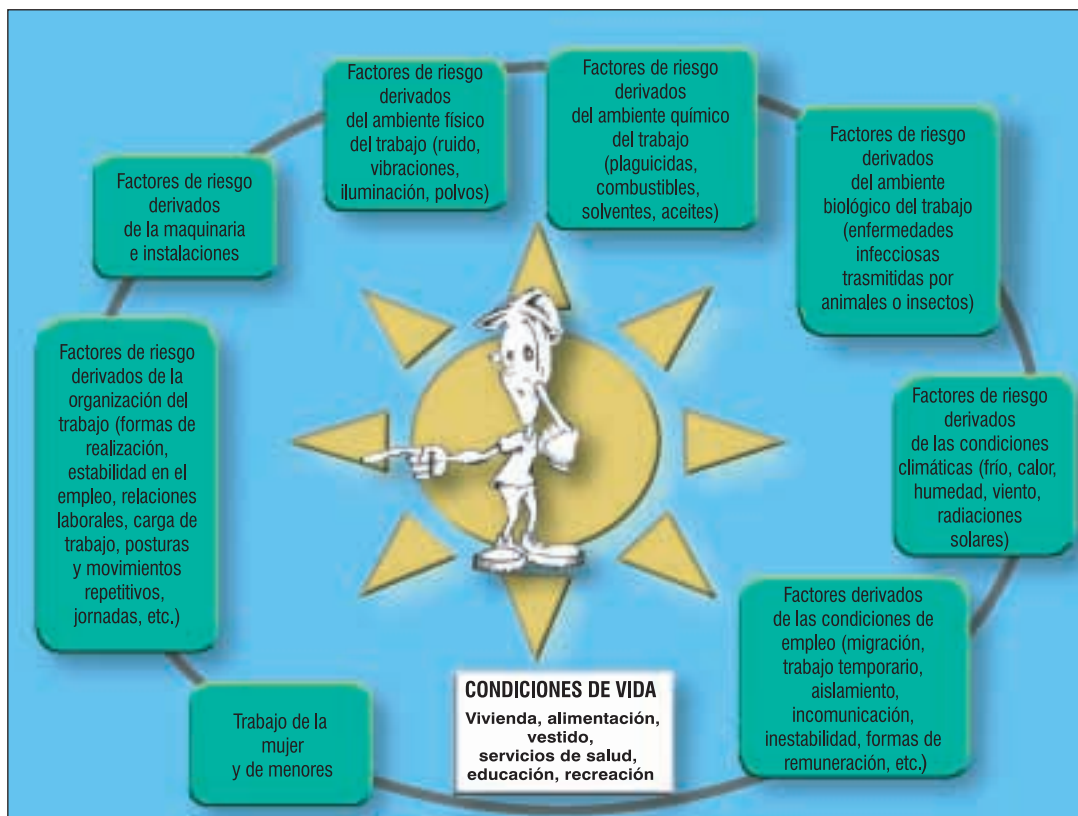 Factores de riesgo
derivados
del ambiente físico
del trabajo (ruido,
vibraciones,
iluminación, polvos)
Factores de riesgo
derivados
del ambiente químico
del trabajo
(plaguicidas,
combustibles,
solventes, aceites)
Factores de riesgo
derivados
del ambiente
biológico del trabajo
(enfermedades
infecciosas
trasmitidas por
animales o insectos)
Factores de riesgo
derivados
de las condiciones
climáticas (frío, calor,
humedad, viento,
radiaciones
solares)
Factores derivados
de las condiciones de
empleo (migración,
trabajo temporario,
aislamiento,
incomunicación,
inestabilidad, formas de
remuneración, etc.)
CONDICIONES DE VIDA
Vivienda, alimentación,
vestido,
servicios de salud,
educación, recreación
Trabajo de la
mujer
y de menores
Factores de riesgo
derivados de la
organización del
trabajo (formas de
realización,
estabilidad en el
empleo, relaciones
laborales, carga de
trabajo, posturas
y movimientos
repetitivos,
jornadas, etc.)
Factores de riesgo
derivados
de la maquinaria
e instalaciones